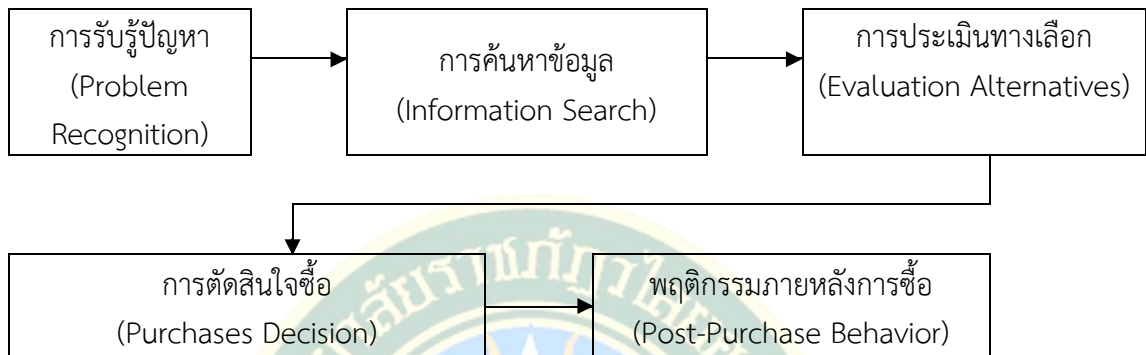 การรับรู้ปัญหา
(Problem
Recognition)
การค้นหาข้อมูล
(Information Search)
การประเมินทางเลือก
(Evaluation Alternatives)
การตัดสินใจซื้อ
(Purchases Decision)
พฤติกรรมภายหลังการซื้อ
(Post-Purchase Behavior)